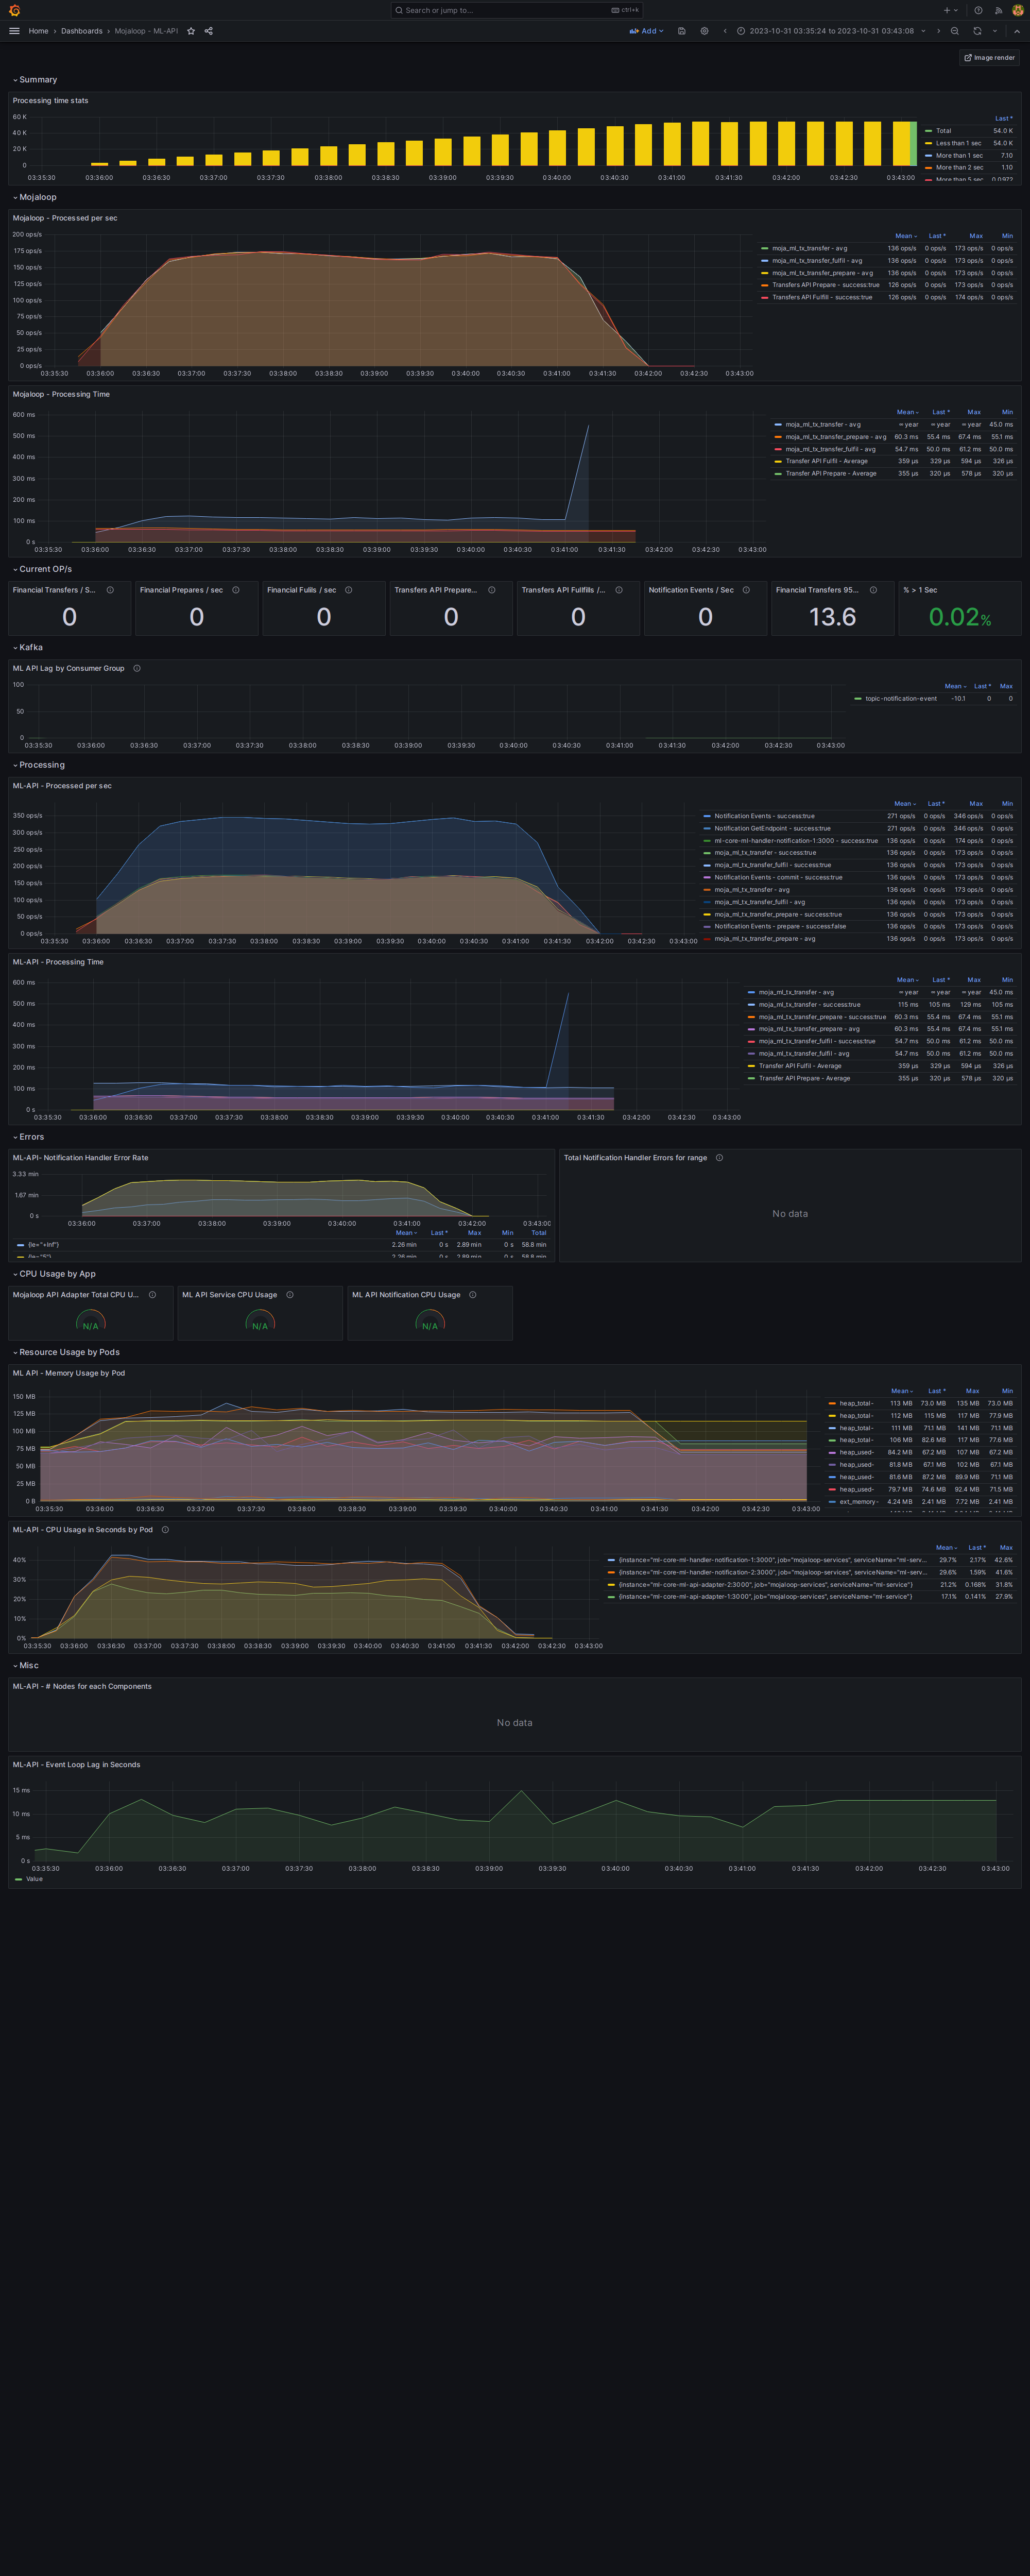 Search or jump to... ctrl+k
Home › Dashboards › Mojaloop - ML-API Add 2023-10-31 03:35:24 to 2023-10-31 03:43:08
Image render
Summary
Processing time stats
60 K
40 K
20 K
0
03:35:30 03:36:00 03:36:30 03:37:00 03:37:30 03:38:00 03:38:30 03:39:00 03:39:30 03:40:00 03:40:30 03:41:00 03:41:30 03:42:00 03:42:30 03:43:00
Last *
Total 54.0 K
Less than 1 sec 54.0 K
More than 1 sec 7.10
More than 2 sec 1.10
More than 5 sec 0.0972
Mojaloop
Mojaloop - Processed per sec
200 ops/s
175 ops/s
150 ops/s
125 ops/s
100 ops/s
75 ops/s
50 ops/s
25 ops/s
0 ops/s
03:35:30 03:36:00 03:36:30 03:37:00 03:37:30 03:38:00 03:38:30 03:39:00 03:39:30 03:40:00 03:40:30 03:41:00 03:41:30 03:42:00 03:42:30 03:43:00
Mean Last * Max Min
moja_ml_tx_transfer - avg 136 ops/s 0 ops/s 173 ops/s 0 ops/s
moja_ml_tx_transfer_fulfil - avg 136 ops/s 0 ops/s 173 ops/s 0 ops/s
moja_ml_tx_transfer_prepare - avg 136 ops/s 0 ops/s 173 ops/s 0 ops/s
Transfers API Prepare - success:true 126 ops/s 0 ops/s 173 ops/s 0 ops/s
Transfers API Fulfill - success:true 126 ops/s 0 ops/s 174 ops/s 0 ops/s
Mojaloop - Processing Time
600 ms
500 ms
400 ms
300 ms
200 ms
100 ms
0 s
03:35:30 03:36:00 03:36:30 03:37:00 03:37:30 03:38:00 03:38:30 03:39:00 03:39:30 03:40:00 03:40:30 03:41:00 03:41:30 03:42:00 03:42:30 03:43:00
Mean Last * Max Min
moja_ml_tx_transfer - avg ∞ year ∞ year ∞ year 45.0 ms
moja_ml_tx_transfer_prepare - avg 60.3 ms 55.4 ms 67.4 ms 55.1 ms
moja_ml_tx_transfer_fulfil - avg 54.7 ms 50.0 ms 61.2 ms 50.0 ms
Transfer API Fulfil - Average 359 µs 329 µs 594 µs 326 µs
Transfer API Prepare - Average 355 µs 320 µs 578 µs 320 µs
Current OP/s
Financial Transfers / S... Financial Prepares / sec Financial Fulils / sec Transfers API Prepare... Transfers API Fullfills /... Notification Events / Sec Financial Transfers 95... % > 1 Sec
0 0 0 0 0 0 13.6 0.02%
Kafka
ML API Lag by Consumer Group
100
50
0
03:35:30 03:36:00 03:36:30 03:37:00 03:37:30 03:38:00 03:38:30 03:39:00 03:39:30 03:40:00 03:40:30 03:41:00 03:41:30 03:42:00 03:42:30 03:43:00
Mean Last * Max
topic-notification-event -10.1 0 0
Processing
ML-API - Processed per sec
350 ops/s
300 ops/s
250 ops/s
200 ops/s
150 ops/s
100 ops/s
50 ops/s
0 ops/s
03:35:30 03:36:00 03:36:30 03:37:00 03:37:30 03:38:00 03:38:30 03:39:00 03:39:30 03:40:00 03:40:30 03:41:00 03:41:30 03:42:00 03:42:30 03:43:00
Mean Last * Max Min
Notification Events - success:true 271 ops/s 0 ops/s 346 ops/s 0 ops/s
Notification GetEndpoint - success:true 271 ops/s 0 ops/s 346 ops/s 0 ops/s
ml-core-ml-handler-notification-1:3000 - success:true 136 ops/s 0 ops/s 174 ops/s 0 ops/s
moja_ml_tx_transfer - success:true 136 ops/s 0 ops/s 173 ops/s 0 ops/s
moja_ml_tx_transfer_fulfil - success:true 136 ops/s 0 ops/s 173 ops/s 0 ops/s
Notification Events - commit - success:true 136 ops/s 0 ops/s 173 ops/s 0 ops/s
moja_ml_tx_transfer - avg 136 ops/s 0 ops/s 173 ops/s 0 ops/s
moja_ml_tx_transfer_fulfil - avg 136 ops/s 0 ops/s 173 ops/s 0 ops/s
moja_ml_tx_transfer_prepare - success:true 136 ops/s 0 ops/s 173 ops/s 0 ops/s
Notification Events - prepare - success:false 136 ops/s 0 ops/s 173 ops/s 0 ops/s
moja_ml_tx_transfer_prepare - avg 136 ops/s 0 ops/s 173 ops/s 0 ops/s
ML-API - Processing Time
600 ms
500 ms
400 ms
300 ms
200 ms
100 ms
0 s
03:35:30 03:36:00 03:36:30 03:37:00 03:37:30 03:38:00 03:38:30 03:39:00 03:39:30 03:40:00 03:40:30 03:41:00 03:41:30 03:42:00 03:42:30 03:43:00
Mean Last * Max Min
moja_ml_tx_transfer - avg ∞ year ∞ year ∞ year 45.0 ms
moja_ml_tx_transfer - success:true 115 ms 105 ms 129 ms 105 ms
moja_ml_tx_transfer_prepare - success:true 60.3 ms 55.4 ms 67.4 ms 55.1 ms
moja_ml_tx_transfer_prepare - avg 60.3 ms 55.4 ms 67.4 ms 55.1 ms
moja_ml_tx_transfer_fulfil - success:true 54.7 ms 50.0 ms 61.2 ms 50.0 ms
moja_ml_tx_transfer_fulfil - avg 54.7 ms 50.0 ms 61.2 ms 50.0 ms
Transfer API Fulfil - Average 359 µs 329 µs 594 µs 326 µs
Transfer API Prepare - Average 355 µs 320 µs 578 µs 320 µs
Errors
ML-API- Notification Handler Error Rate
3.33 min
1.67 min
0 s
03:36:00 03:37:00 03:38:00 03:39:00 03:40:00 03:41:00 03:42:00 03:43:00
Mean Last * Max Min Total
{le="+Inf"} 2.26 min 0 s 2.89 min 0 s 58.8 min
{le="5"} 2.26 min 0 s 2.89 min 0 s 58.8 min
Total Notification Handler Errors for range
No data
CPU Usage by App
Mojaloop API Adapter Total CPU U... ML API Service CPU Usage ML API Notification CPU Usage
N/A N/A N/A
Resource Usage by Pods
ML API - Memory Usage by Pod
150 MB
125 MB
100 MB
75 MB
50 MB
25 MB
0 B
03:35:30 03:36:00 03:36:30 03:37:00 03:37:30 03:38:00 03:38:30 03:39:00 03:39:30 03:40:00 03:40:30 03:41:00 03:41:30 03:42:00 03:42:30 03:43:00
Mean Last * Max Min
heap_total- 113 MB 73.0 MB 135 MB 73.0 MB
heap_total- 112 MB 115 MB 117 MB 77.9 MB
heap_total- 111 MB 71.1 MB 141 MB 71.1 MB
heap_total- 106 MB 82.6 MB 117 MB 77.6 MB
heap_used- 84.2 MB 67.2 MB 107 MB 67.2 MB
heap_used- 81.8 MB 67.1 MB 102 MB 67.1 MB
heap_used- 81.6 MB 87.2 MB 89.9 MB 71.1 MB
heap_used- 79.7 MB 74.6 MB 92.4 MB 71.5 MB
ext_memory- 4.24 MB 2.41 MB 7.72 MB 2.41 MB
ML-API - CPU Usage in Seconds by Pod
40%
30%
20%
10%
0%
03:35:30 03:36:00 03:36:30 03:37:00 03:37:30 03:38:00 03:38:30 03:39:00 03:39:30 03:40:00 03:40:30 03:41:00 03:41:30 03:42:00 03:42:30 03:43:00
Mean Last * Max
{instance="ml-core-ml-handler-notification-1:3000", job="mojaloop-services", serviceName="ml-serv... 29.7% 2.17% 42.6%
{instance="ml-core-ml-handler-notification-2:3000", job="mojaloop-services", serviceName="ml-serv... 29.6% 1.59% 41.6%
{instance="ml-core-ml-api-adapter-2:3000", job="mojaloop-services", serviceName="ml-service"} 21.2% 0.168% 31.8%
{instance="ml-core-ml-api-adapter-1:3000", job="mojaloop-services", serviceName="ml-service"} 17.1% 0.141% 27.9%
Misc
ML-API - # Nodes for each Components
No data
ML-API - Event Loop Lag in Seconds
15 ms
10 ms
5 ms
0 s
03:35:30 03:36:00 03:36:30 03:37:00 03:37:30 03:38:00 03:38:30 03:39:00 03:39:30 03:40:00 03:40:30 03:41:00 03:41:30 03:42:00 03:42:30 03:43:00
Value